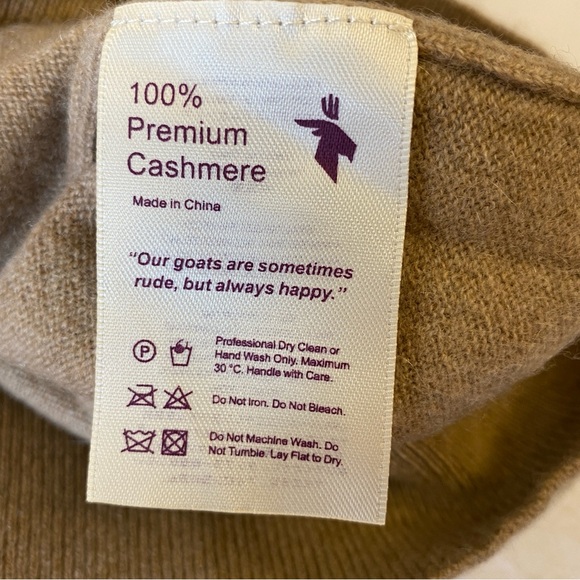 100%
Premium
Cashmere
Made in China
“Our goats are sometimes
rude, but always happy.”
P
Professional Dry Clean or
Hand Wash Only. Maximum
30 °C. Handle with Care.
Do Not Iron. Do Not Bleach.
Do Not Machine Wash. Do
Not Tumble. Lay Flat to Dry.